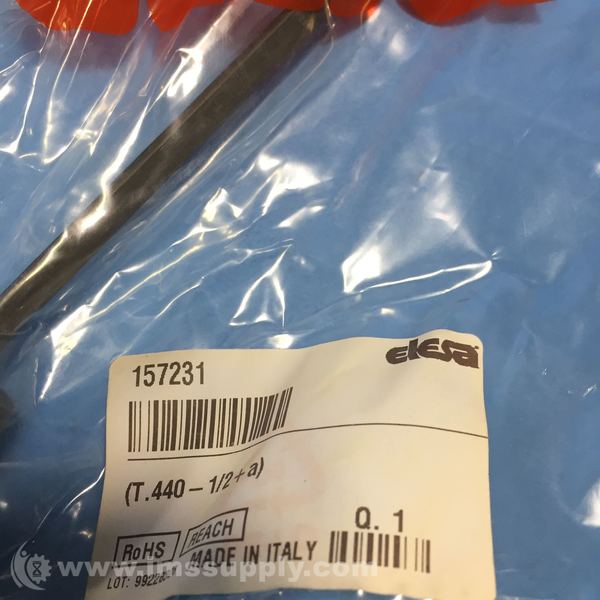 elesa
157231
(T.440-1/2+a)
Q. 1
RoHS REACH MADE IN ITALY
www.imssupply.com